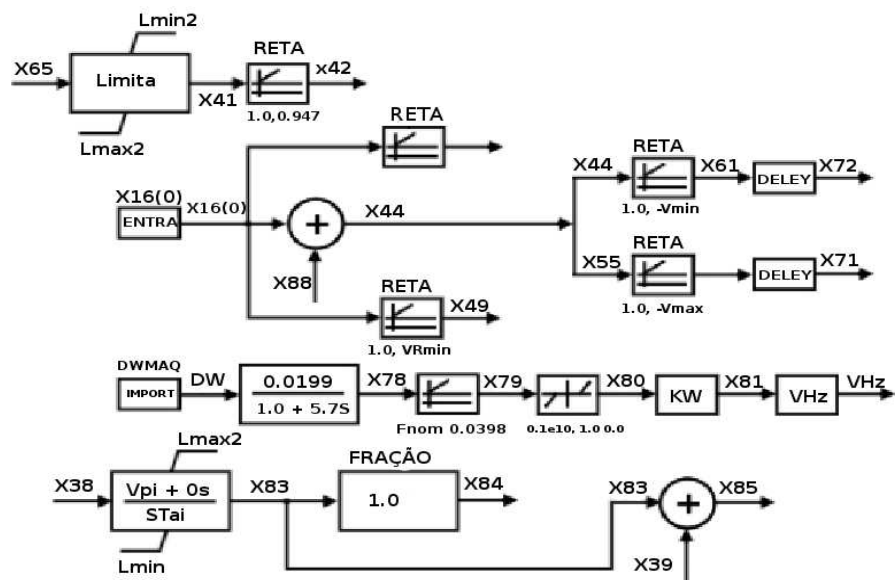 Lmin2
X65
Limita
X41
RETA
x42
1.0,0.947
Lmax2
RETA
X16(0)
ENTRA
X16(0)
X44
X88
RETA
X49
1.0, VRmin
RETA
X44
X61
DELEY
X72
1.0, -Vmin
RETA
X55
DELEY
X71
1.0, -Vmax
DWMAQ
IMPORT
DW
0.0199
1.0 + 5.7S
X78
X79
Fnom 0.0398
X80
0.1e10, 1.0 0.0
KW
X81
VHz
VHz
Lmax2
X38
Vpi + 0s
STai
Lmin
X83
FRAÇÃO
1.0
X84
X83
X85
X39